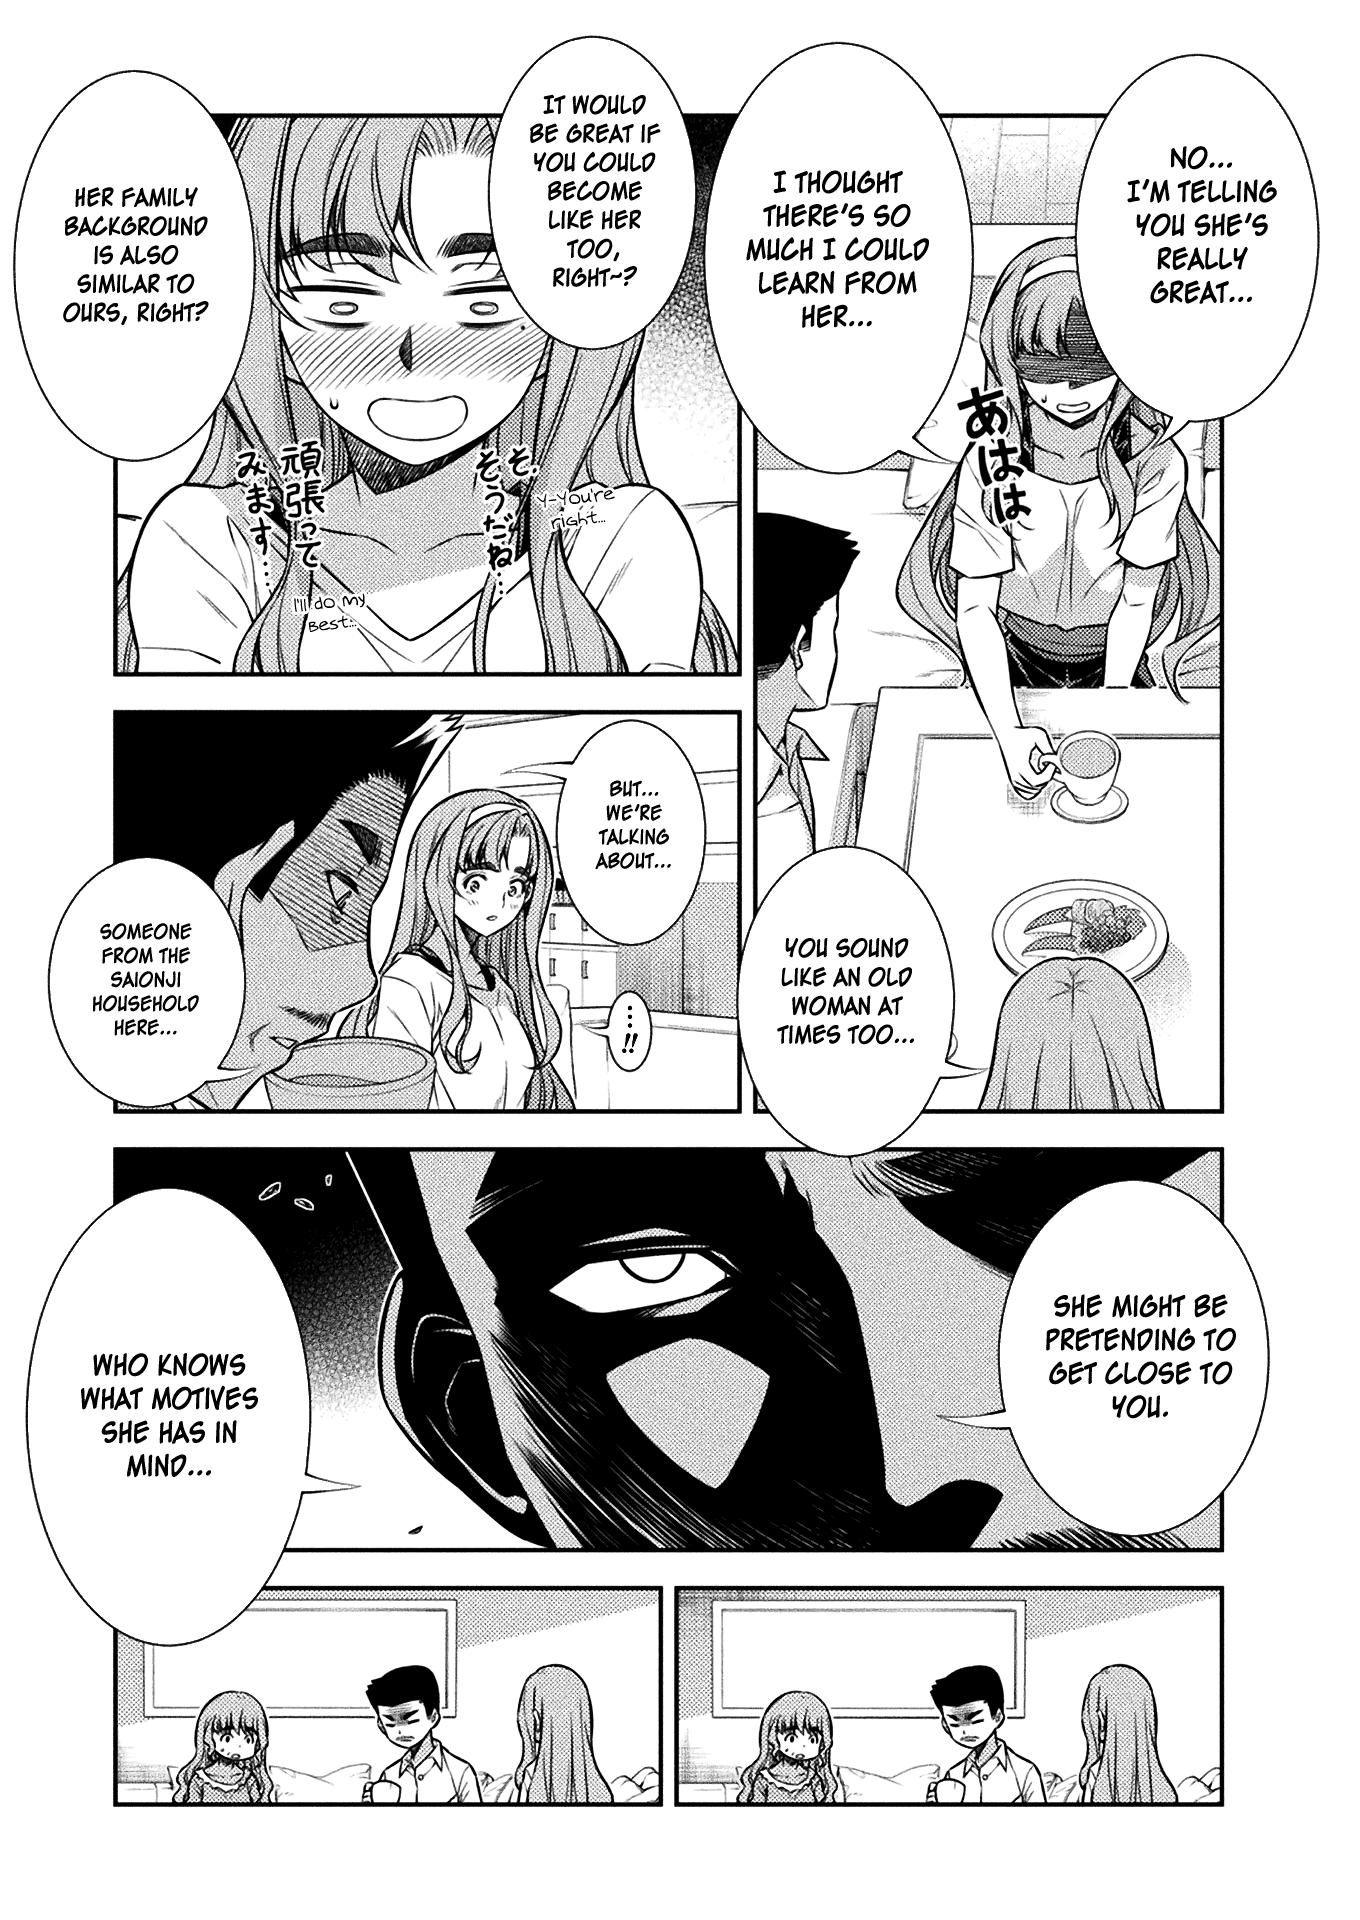 NO...
I'M TELLING
YOU SHE'S
REALLY
GREAT...
I THOUGHT
THERE'S SO
MUCH I COULD
LEARN FROM
HER...
あははは
YOU SOUND
LIKE AN OLD
WOMAN AT
TIMES TOO...
IT WOULD
BE GREAT IF
YOU COULD
BECOME
LIKE HER
TOO,
RIGHT~?
HER FAMILY
BACKGROUND
IS ALSO
SIMILAR TO
OURS, RIGHT?
そ、
そうだね…
Y-You're
right...
頑張って
みます…
I'll do my
Best...
BUT...
WE'RE
TALKING
ABOUT...
…!!
SOMEONE
FROM THE
SAIONJI
HOUSEHOLD
HERE...
SHE MIGHT BE
PRETENDING TO
GET CLOSE TO
YOU.
WHO KNOWS
WHAT MOTIVES
SHE HAS IN
MIND...